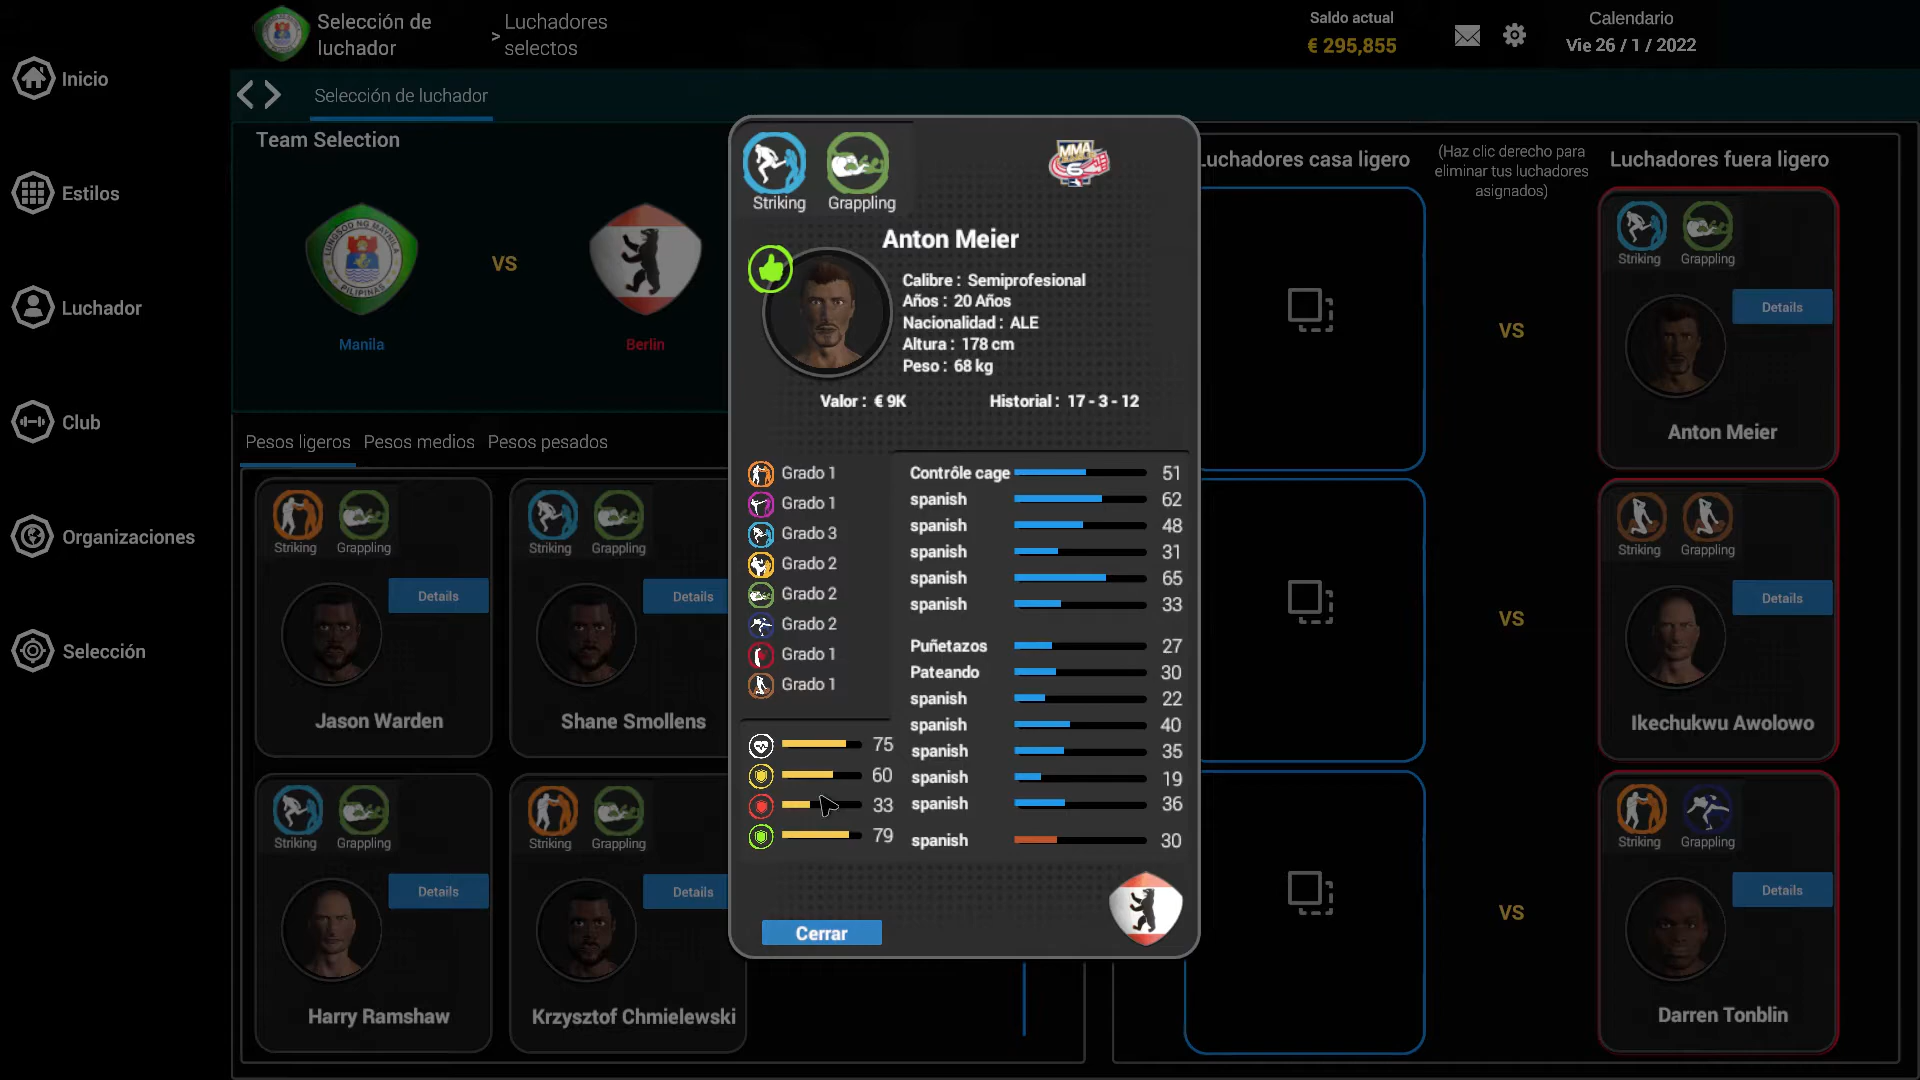 Selección de luchador > Luchadores selectos
Saldo actual
€ 295,855
Calendario
Vie 26 / 1 / 2022
Inicio
Estilos
Luchador
Club
Organizaciones
Selección
Selección de luchador
Team Selection
VS
Manila
Berlin
Pesos ligeros Pesos medios Pesos pesados
Striking Grappling
Details
Jason Warden
Striking Grappling
Details
Shane Smollens
Striking Grappling
Details
Harry Ramshaw
Striking Grappling
Details
Krzysztof Chmielewski
Striking Grappling
MMA
6
Anton Meier
Calibre : Semiprofesional
Años : 20 Años
Nacionalidad : ALE
Altura : 178 cm
Peso : 68 kg
Valor : € 9K
Historial : 17 - 3 - 12
Grado 1
Grado 1
Grado 3
Grado 2
Grado 2
Grado 2
Grado 1
Grado 1
75
60
33
79
Contrôle cage 51
spanish 62
spanish 48
spanish 31
spanish 65
spanish 33
Puñetazos 27
Pateando 30
spanish 22
spanish 40
spanish 35
spanish 19
spanish 36
spanish 30
Cerrar
Luchadores casa ligero
(Haz clic derecho para
eliminar tus luchadores
asignados)
Luchadores fuera ligero
VS
Striking Grappling
Details
Anton Meier
VS
Striking Grappling
Details
Ikechukwu Awolowo
VS
Striking Grappling
Details
Darren Tonblin